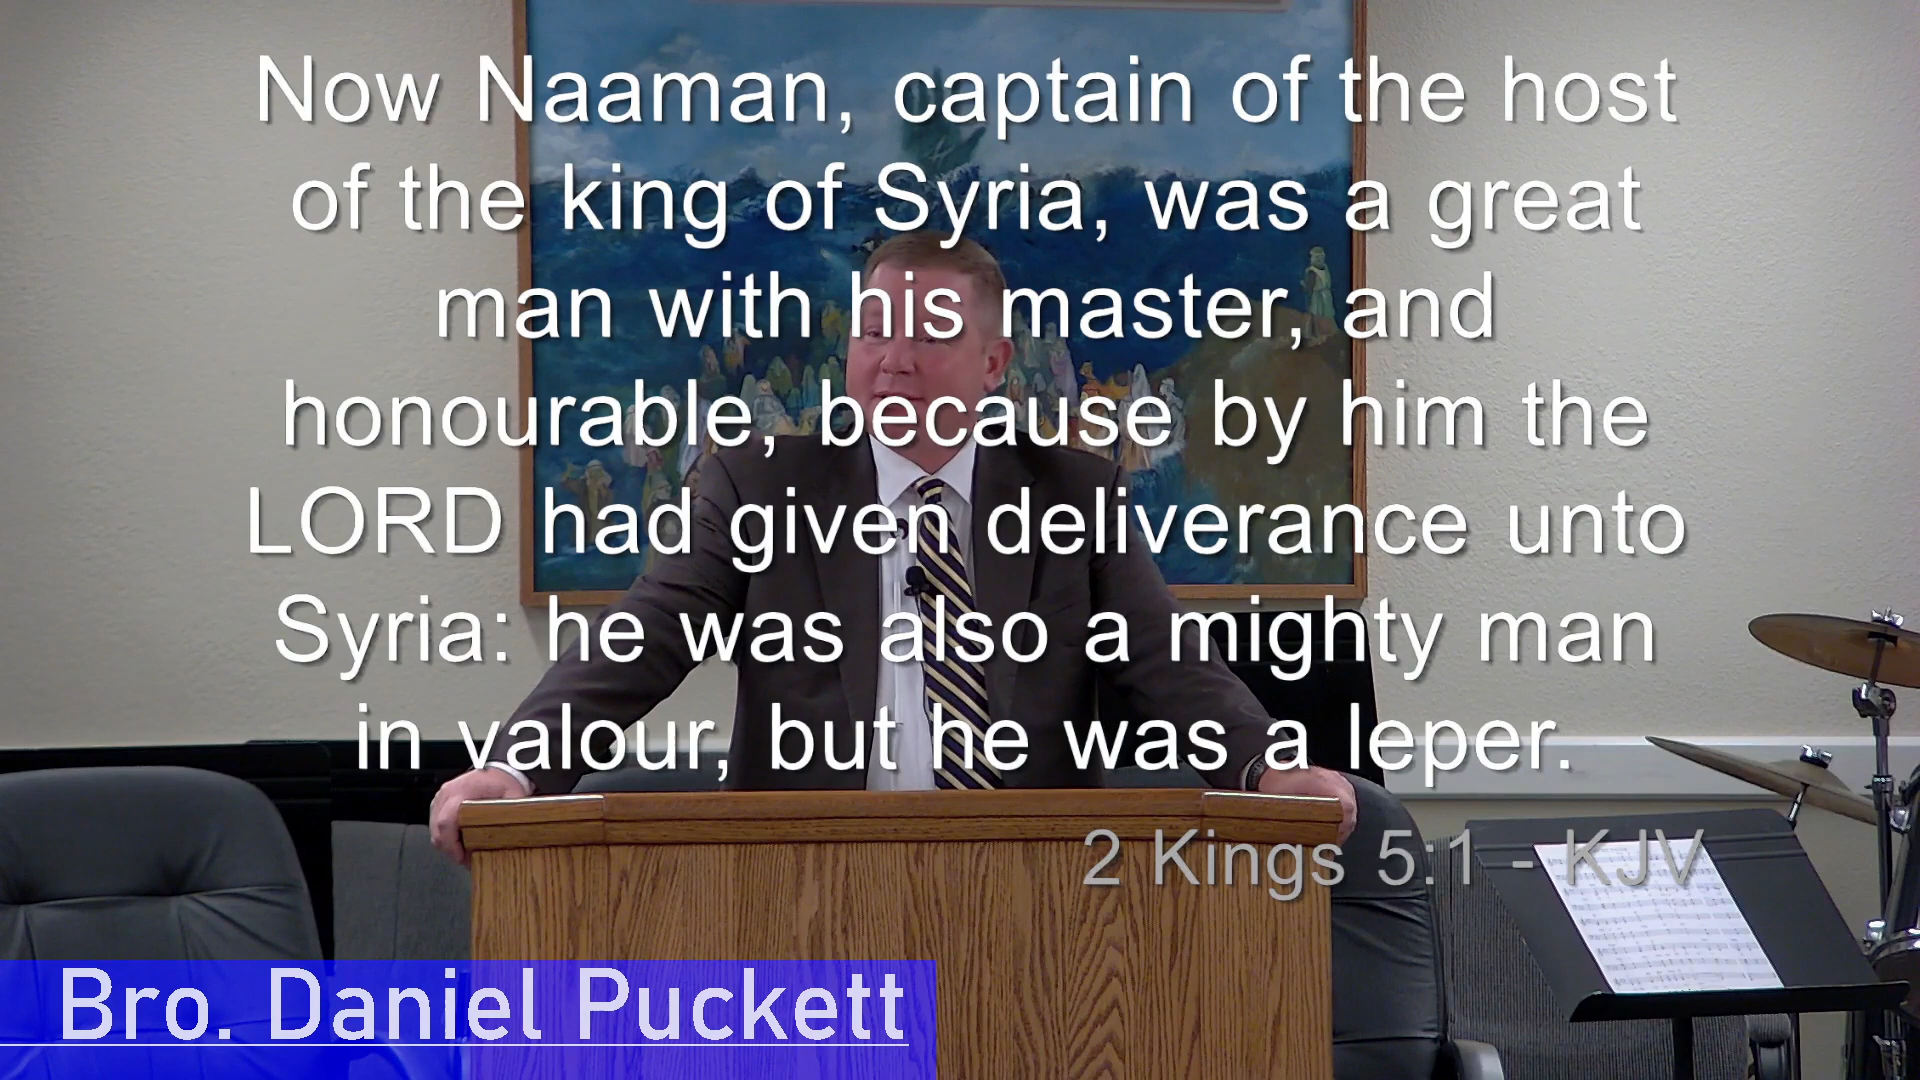 Now Naaman, captain of the host
of the king of Syria, was a great
man with his master, and
honourable, because by him the
LORD had given deliverance unto
Syria: he was also a mighty man
in valour, but he was a leper.
2 Kings 5:1 - KJV
Bro. Daniel Puckett